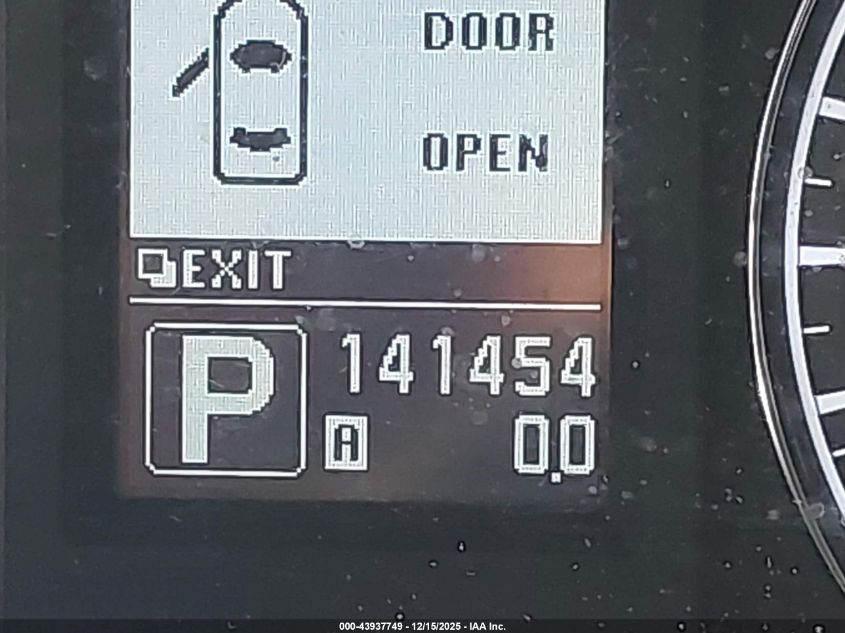 DOOR
OPEN
EXIT
P
141454
A
0.0
000-43937749 - 12/15/2025 - IAA Inc.